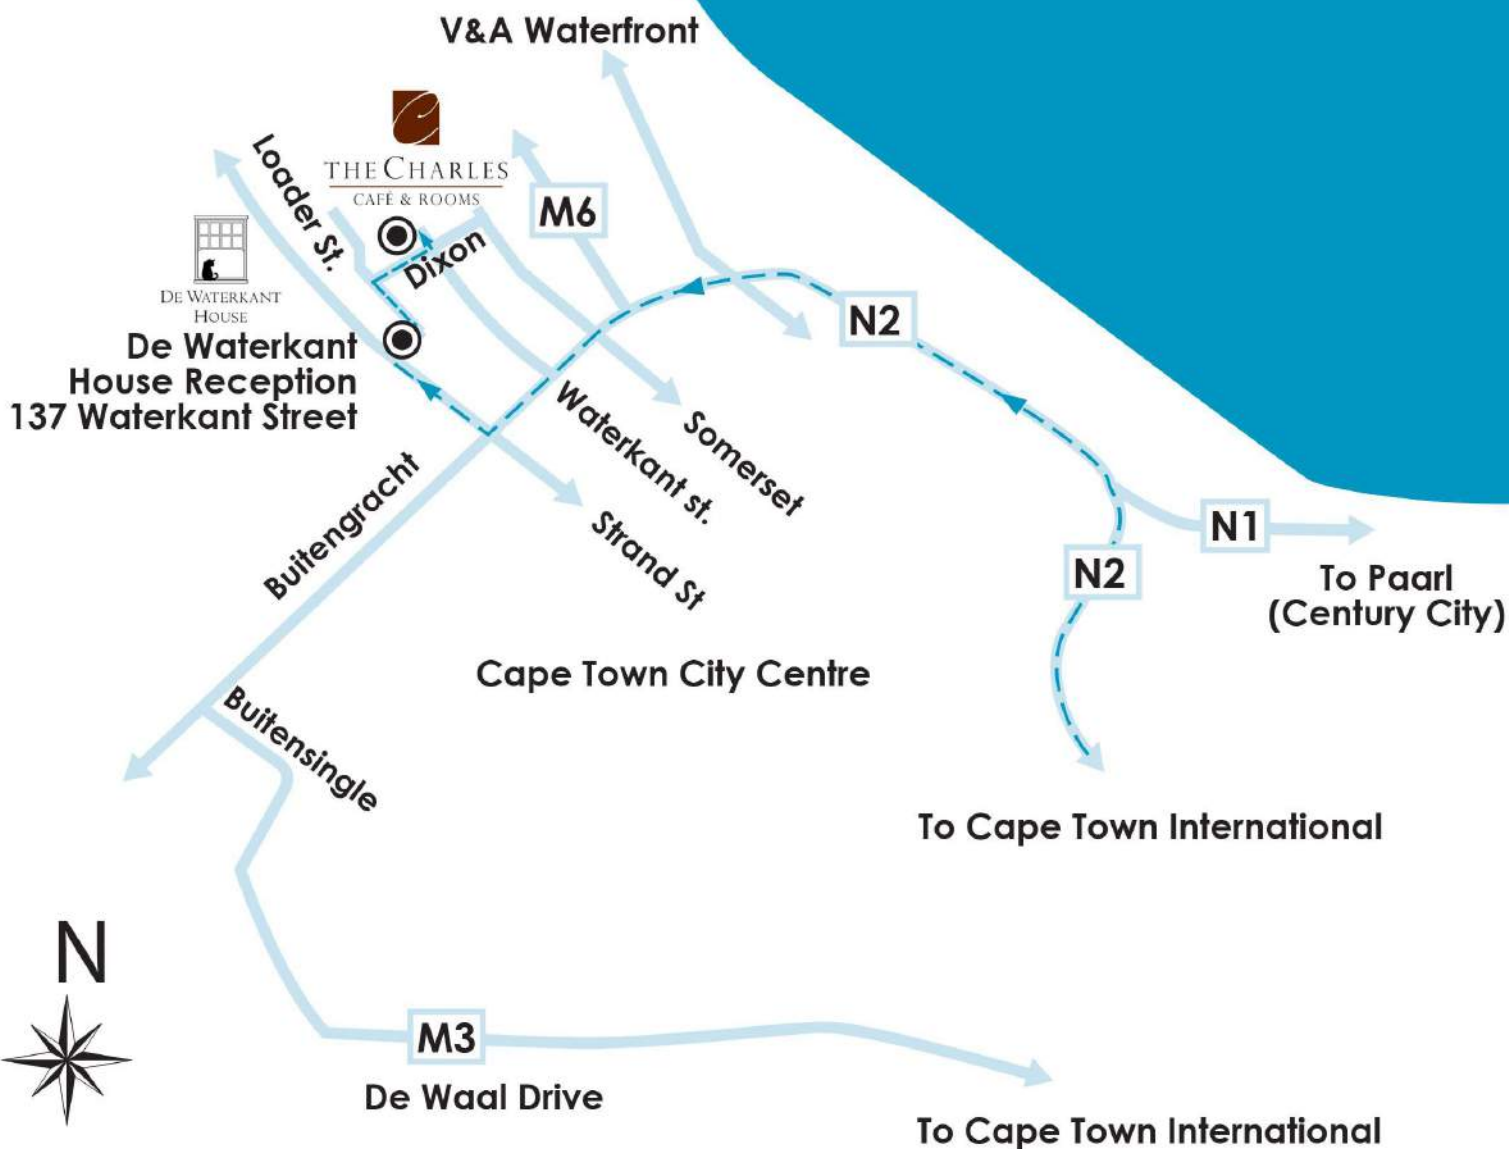 V&A Waterfront
THE CHARLES
CAFÉ & ROOMS
Loader St.
M6
Dixon
DE WATERKANT
HOUSE
De Waterkant
House Reception
137 Waterkant Street
N2
Waterkant st.
Somerset
Strand St
Buitengracht
N1
N2
To Paarl
(Century City)
Cape Town City Centre
Buitensingle
To Cape Town International
N
M3
De Waal Drive
To Cape Town International